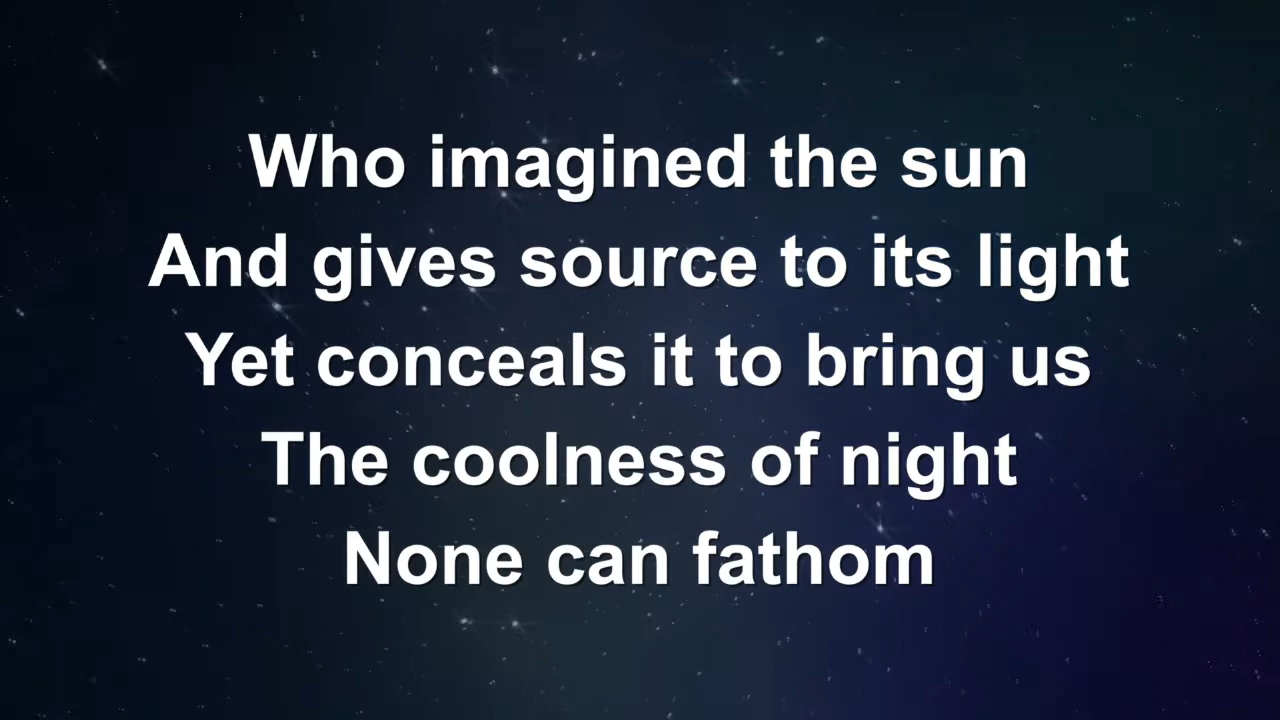 Who imagined the sun
And gives source to its light
Yet conceals it to bring us
The coolness of night
None can fathom